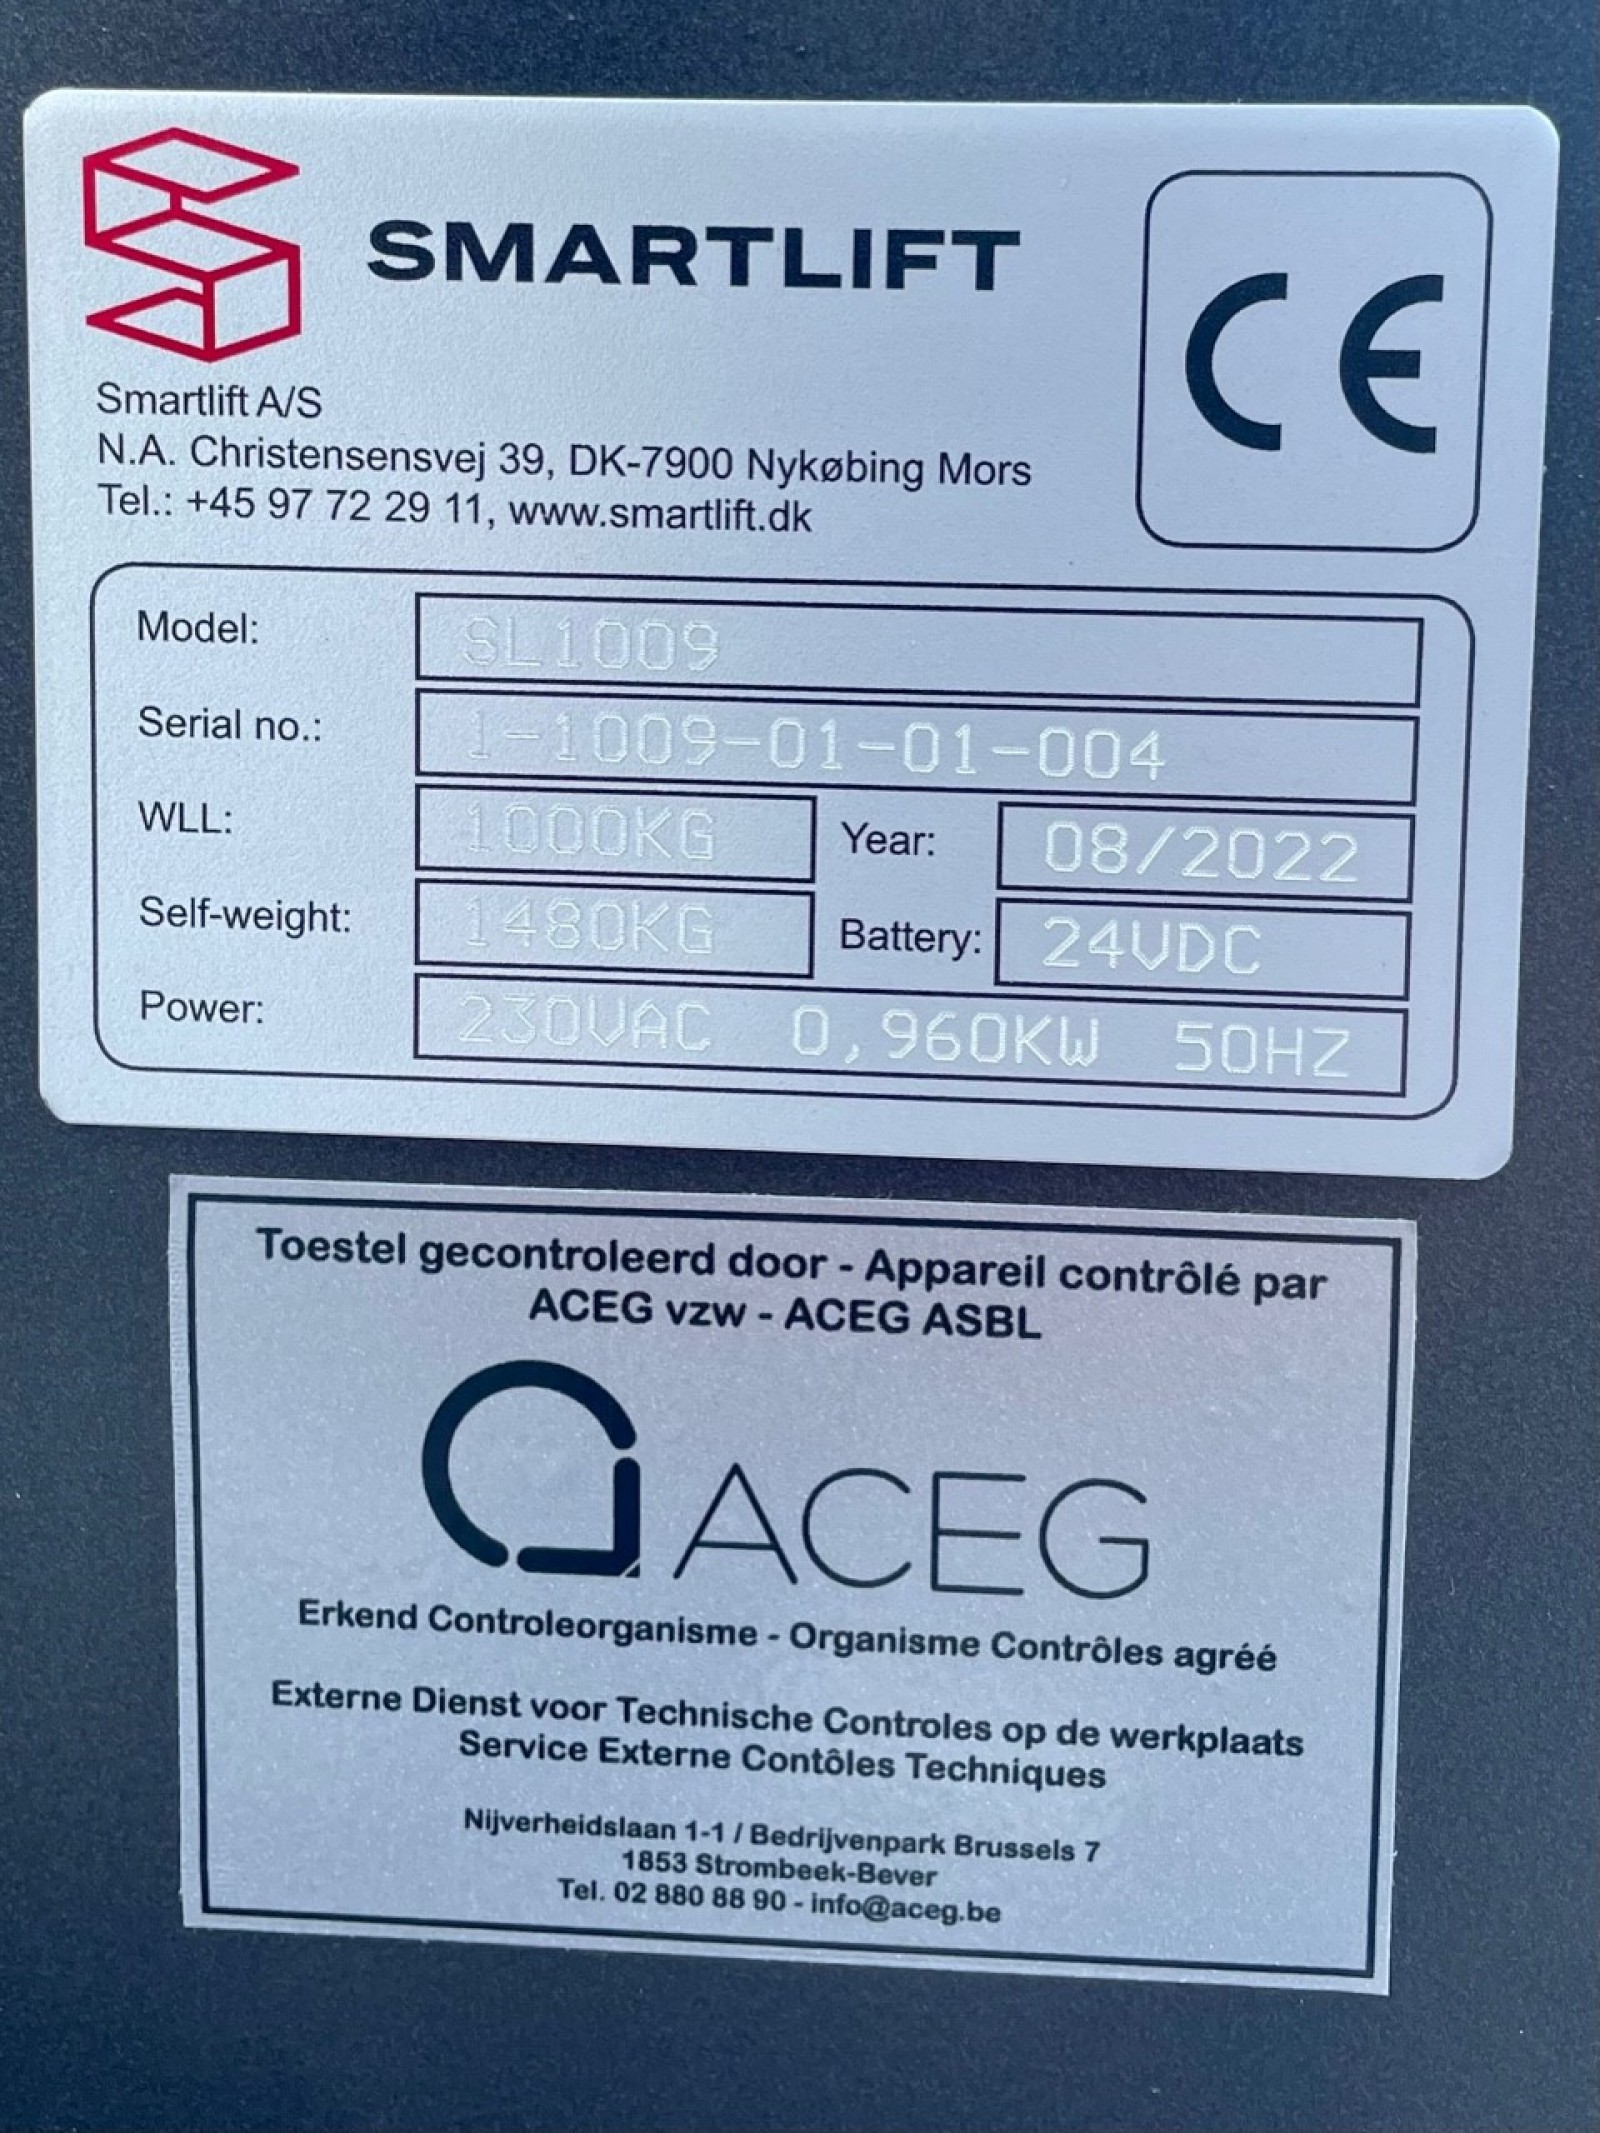 SMARTLIFT
CE
Smartlift A/S
N.A. Christensensvej 39, DK-7900 Nykøbing Mors
Tel.: +45 97 72 29 11, www.smartlift.dk
Model: SL1009
Serial no.: 1-1009-01-01-004
WLL: 1000KG Year: 08/2022
Self-weight: 1480KG Battery: 24VDC
Power: 230VAC 0,960KW 50HZ
Toestel gecontroleerd door - Appareil contrôlé par
ACEG vzw - ACEG ASBL
ACEG
Erkend Controleorganisme - Organisme Contrôles agréé
Externe Dienst voor Technische Controles op de werkplaats
Service Externe Contôles Techniques
Nijverheidslaan 1-1 / Bedrijvenpark Brussels 7
1853 Strombeek-Bever
Tel. 02 880 88 90 - info@aceg.be